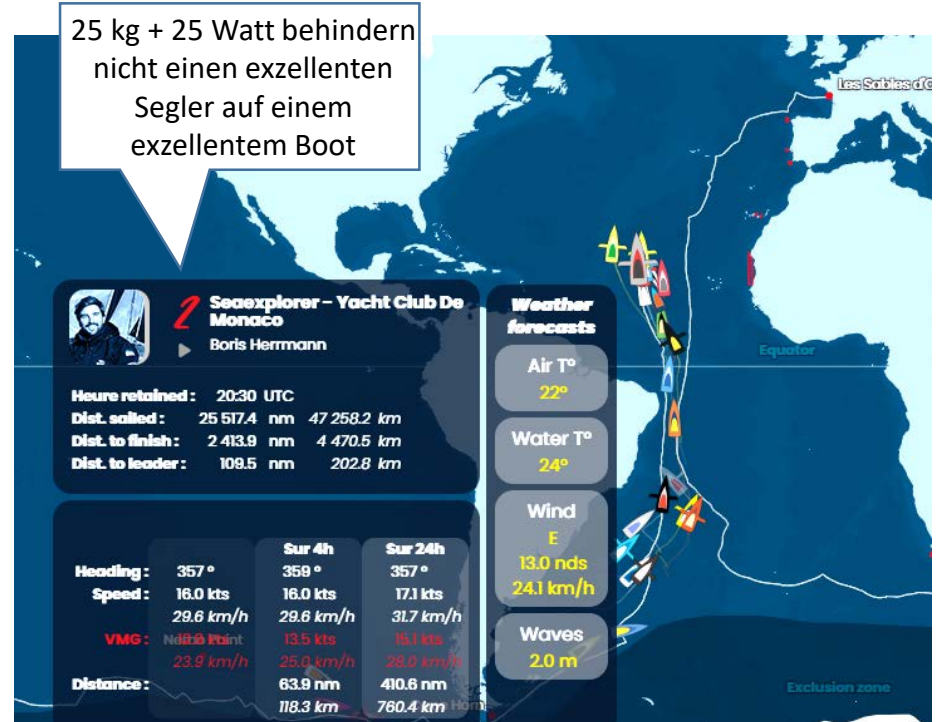 25 kg + 25 Watt behindern
nicht einen exzellenten
Segler auf einem
exzellentem Boot
Les Sables d'O
2
Seaexplorer – Yacht Club De
Monaco
Boris Herrmann
Heure retained : 20:30 UTC
Dist. sailed : 25 517.4 nm 47 258.2 km
Dist. to finish : 2 413.9 nm 4 470.5 km
Dist. to leader : 109.5 nm 202.8 km
Sur 4h Sur 24h
Heading : 357 ° 359 ° 357 °
Speed : 16.0 kts 16.0 kts 17.1 kts
29.6 km/h 29.6 km/h 31.7 km/h
VMG : 13.5 kts 15.1 kts
23.9 km/h 25.0 km/h 28.0 km/h
Distance : 63.9 nm 410.6 nm
118.3 km 760.4 km
Weather
forecasts
Air T°
22°
Water T°
24°
Wind
E
13.0 nds
24.1 km/h
Waves
2.0 m
Equator
Exclusion zone